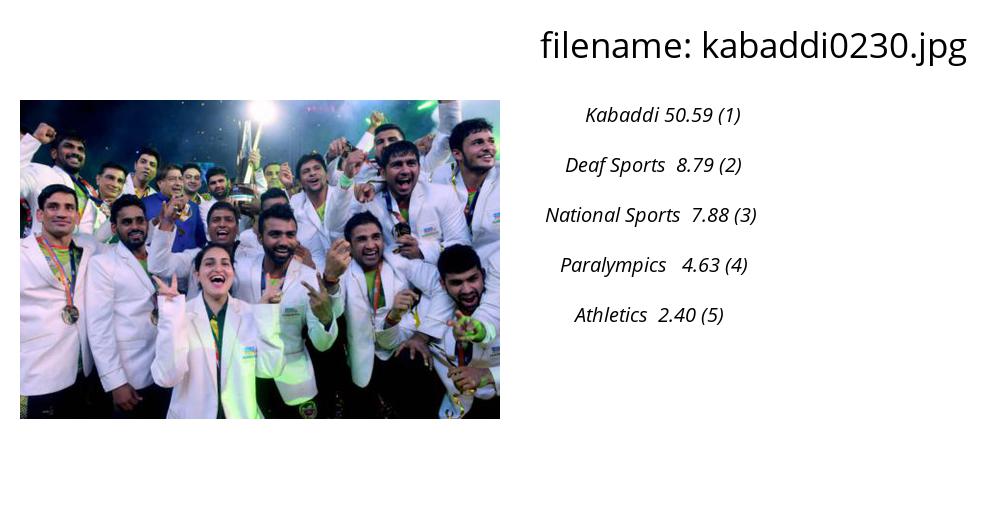 filename: kabaddi0230.jpg
Kabaddi 50.59 (1)
Deaf Sports 8.79 (2)
National Sports 7.88 (3)
Paralympics 4.63 (4)
Athletics 2.40 (5)